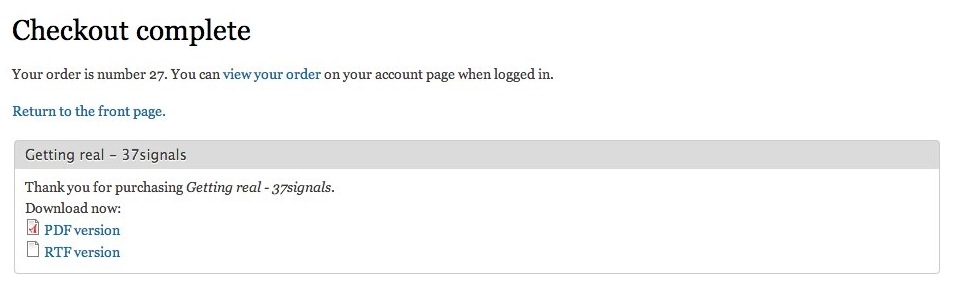 Checkout complete
Your order is number 27. You can view your order on your account page when logged in.
Return to the front page.
Getting real – 37signals
Thank you for purchasing Getting real - 37signals.
Download now:
PDF version
RTF version